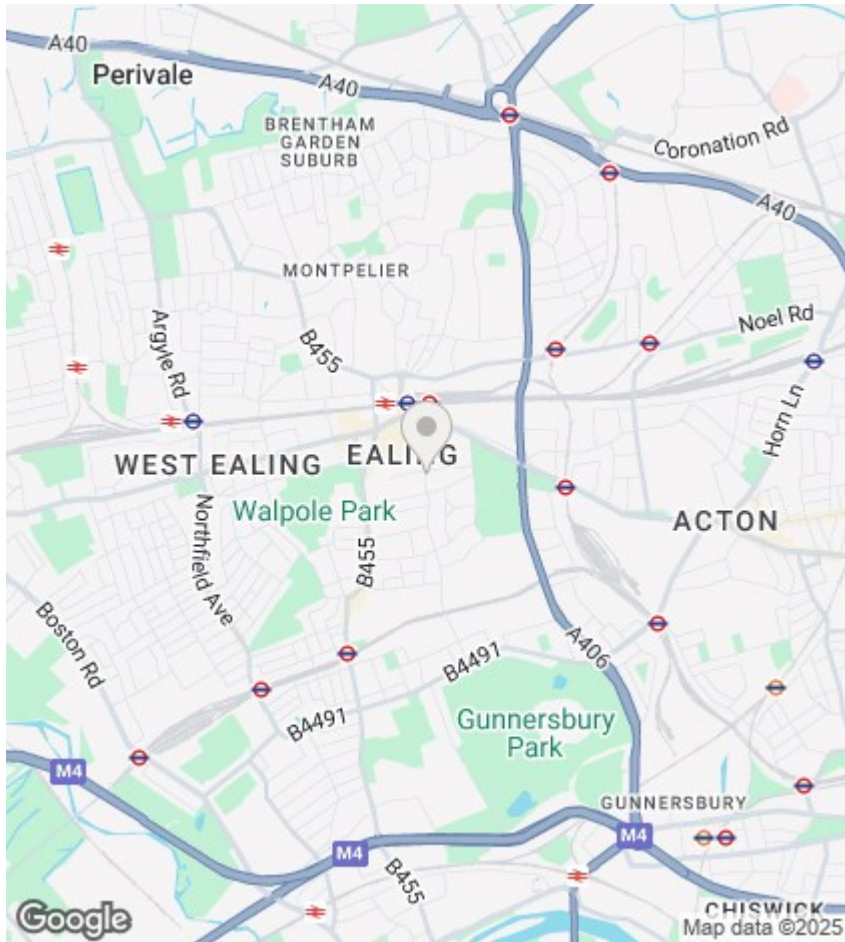 A40
Perivale
A40
BRENTHAM
GARDEN
SUBURB
Coronation Rd
A40
MONTPELIER
Argyle Rd
B455
Noel Rd
Horn Ln
WEST EALING
EALING
Walpole Park
ACTON
Northfield Ave
B455
Boston Rd
A406
B4491
B4491
Gunnersbury
Park
M4
GUNNERSBURY
M4
M4
B455
CHISWICK
Google
Map data ©2025